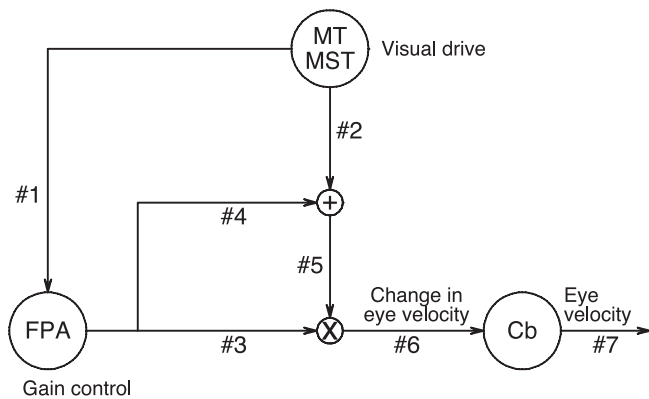 MT
MST
Visual drive
#2
#1
+
#4
#5
FPA
#3
X
Change in
eye velocity
#6
Cb
Eye
velocity
#7
Gain control